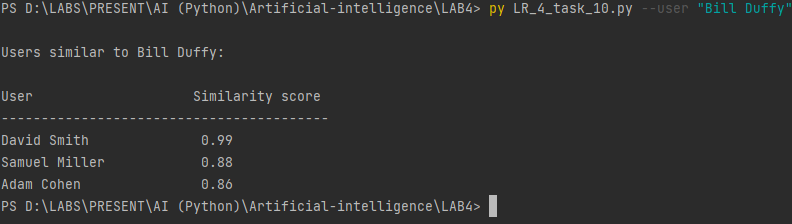 PS D:\LABS\PRESENT\AI (Python)\Artificial-intelligence\LAB4> py LR_4_task_10.py --user "Bill Duffy"
Users similar to Bill Duffy:
User                    Similarity score
-----------------------------------------
David Smith              0.99
Samuel Miller            0.88
Adam Cohen               0.86
PS D:\LABS\PRESENT\AI (Python)\Artificial-intelligence\LAB4>